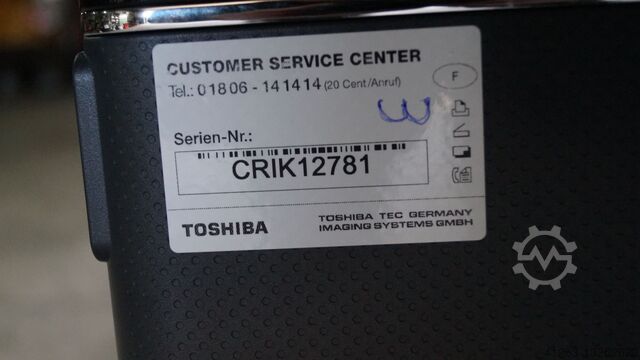 CUSTOMER SERVICE CENTER
Tel.: 01806 - 141414 (20 Cent/Anruf)
F
Serien-Nr.:
CRIK12781
TOSHIBA
TOSHIBA TEC GERMANY
IMAGING SYSTEMS GMBH